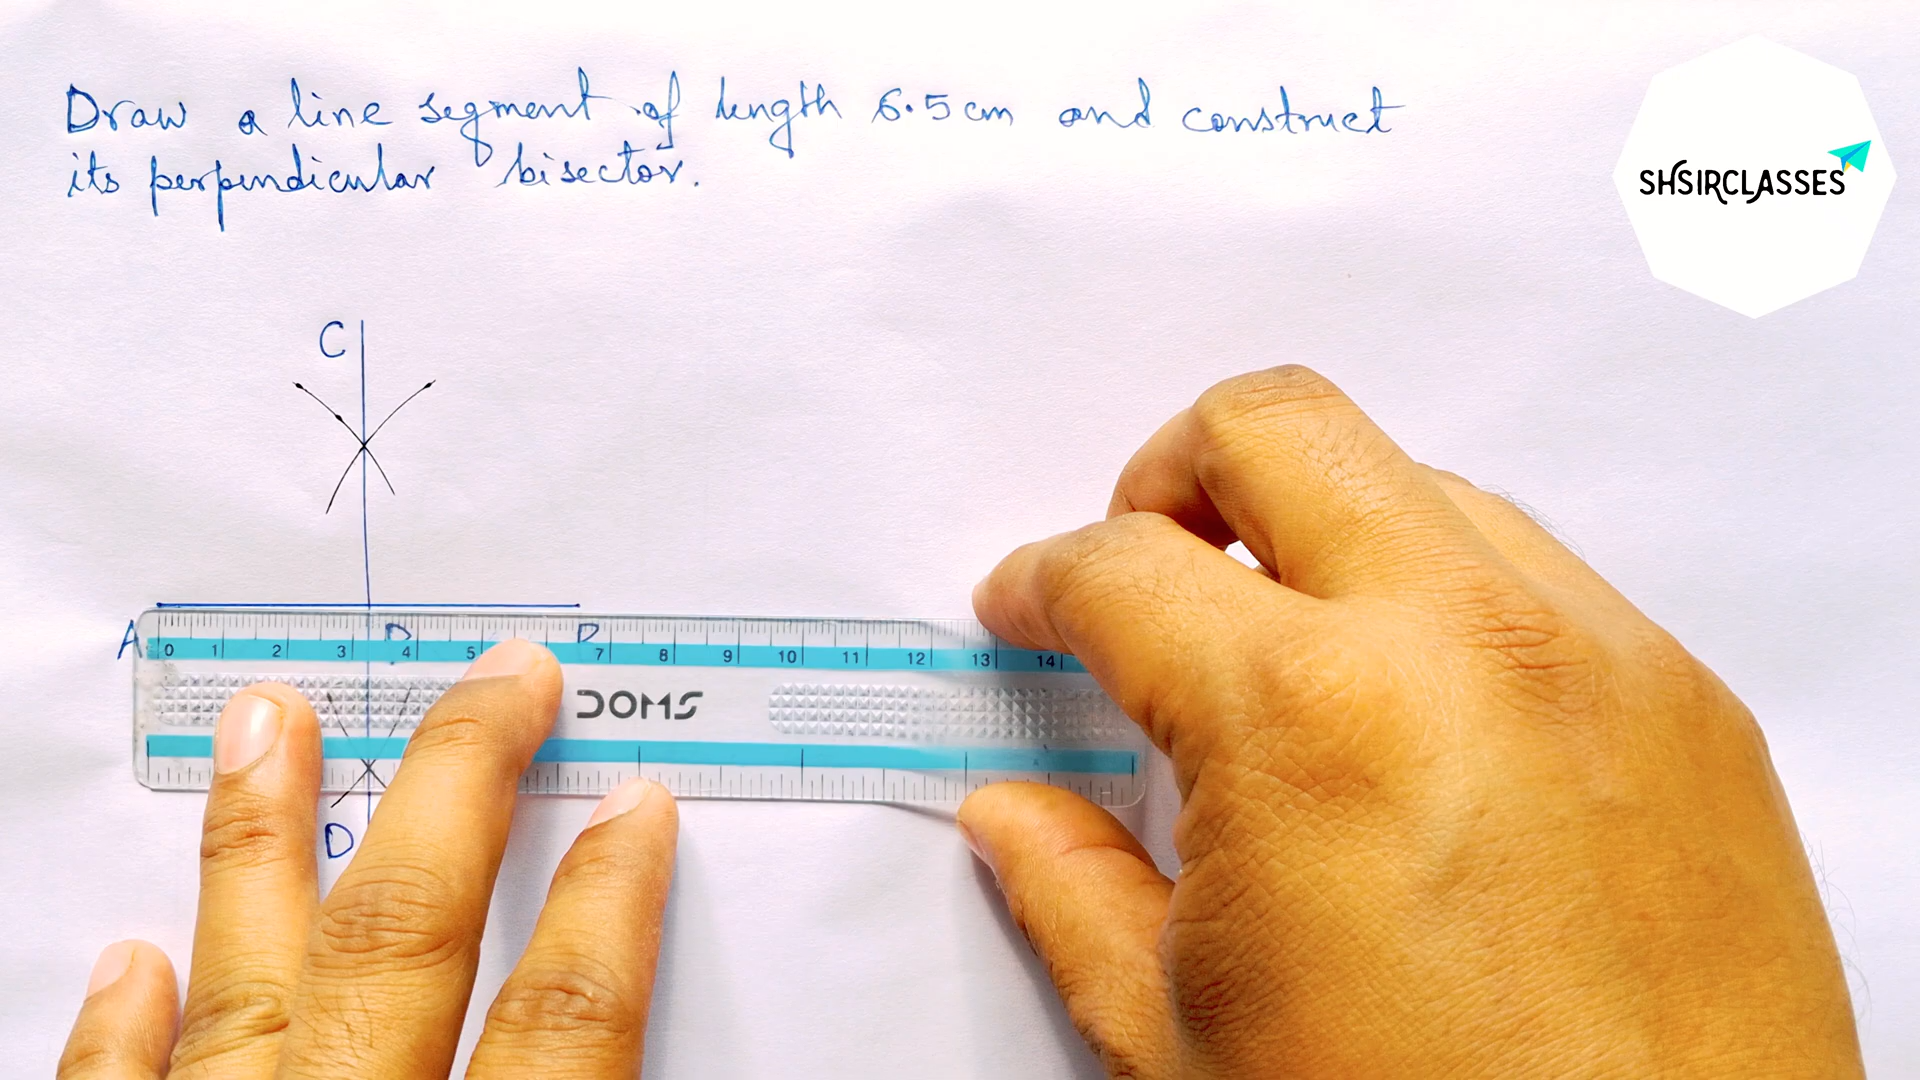 Draw a line segment of length 6.5 cm and construct
its perpendicular bisector.
SHSIRCLASSES
C
A P
0 1 2 3 4 5 7 8 9 10 11 12 13 14
DOMS
D